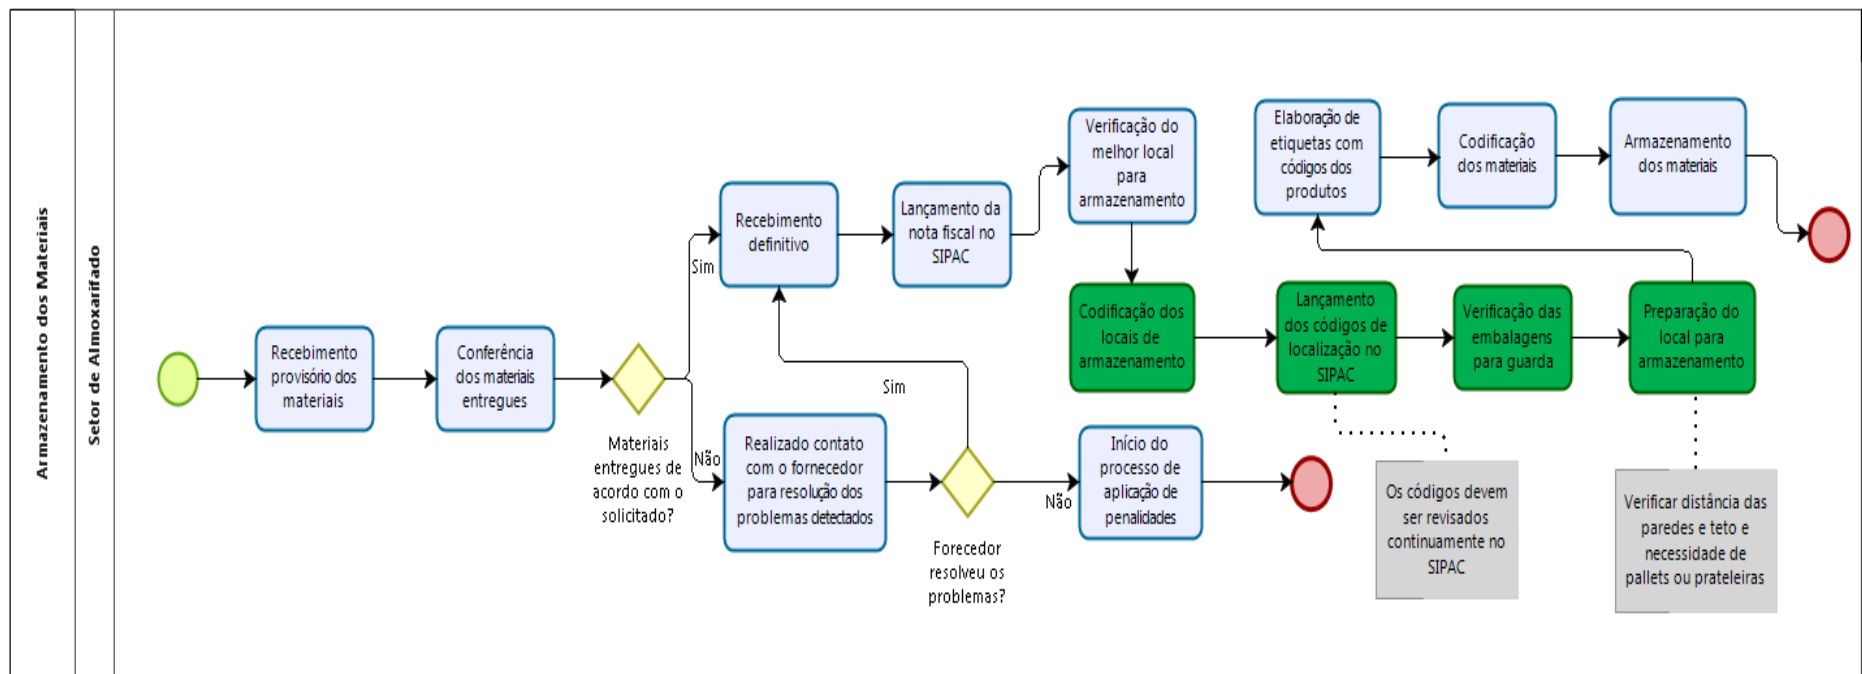 Armazenamento dos Materiais
Setor de Almoxarifado
Recebimento
provisório dos
materiais
Conferência
dos materiais
entregues
Materiais
entregues de
acordo com o
solicitado?
Sim
Não
Recebimento
definitivo
Lançamento da
nota fiscal no
SIPAC
Verificação do
melhor local
para
armazenamento
Codificação dos
locais de
armazenamento
Lançamento
dos códigos de
localização no
SIPAC
Verificação das
embalagens
para guarda
Preparação do
local para
armazenamento
Elaboração de
etiquetas com
códigos dos
produtos
Codificação
dos materiais
Armazenamento
dos materiais
Realizado contato
com o fornecedor
para resolução dos
problemas detectados
Sim
Forecedor
resolveu os
problemas?
Não
Início do
processo de
aplicação de
penalidades
Os códigos devem
ser revisados
continuamente no
SIPAC
Verificar distância das
paredes e teto e
necessidade de
pallets ou prateleiras